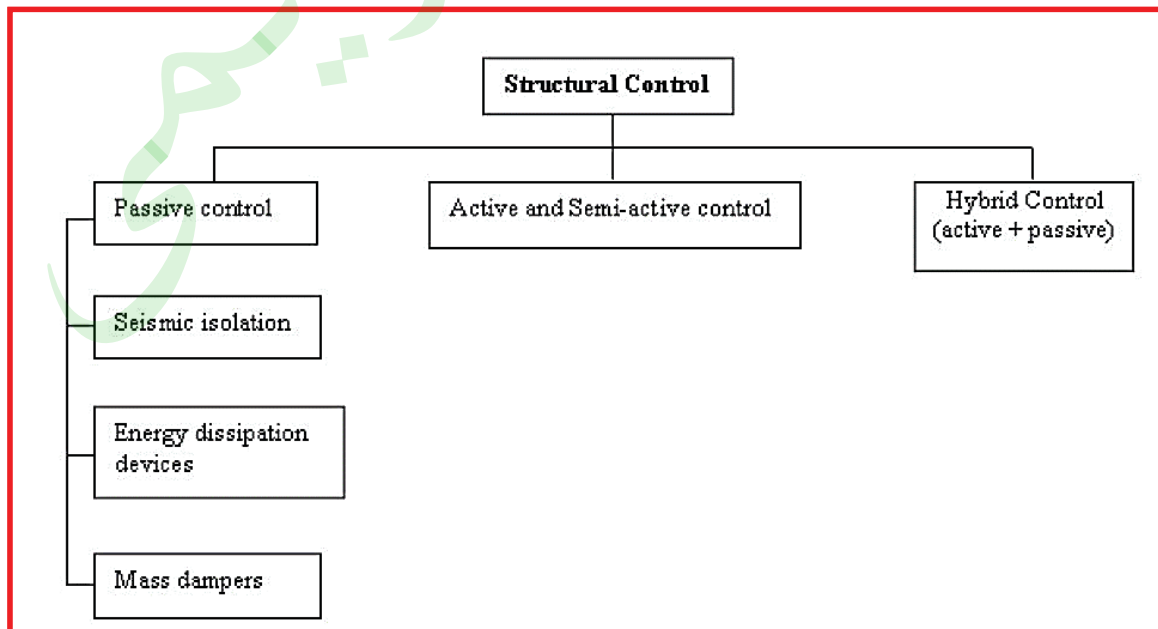 Structural Control
Passive control
Active and Semi-active control
Hybrid Control
(active + passive)
Seismic isolation
Energy dissipation
devices
Mass dampers